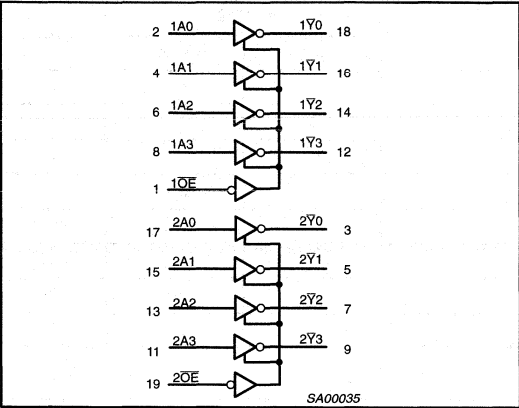 2 1A0 1Y̅0 18
4 1A1 1Y̅1 16
6 1A2 1Y̅2 14
8 1A3 1Y̅3 12
1 1O̅E̅
17 2A0 2Y̅0 3
15 2A1 2Y̅1 5
13 2A2 2Y̅2 7
11 2A3 2Y̅3 9
19 2O̅E̅
SA00035